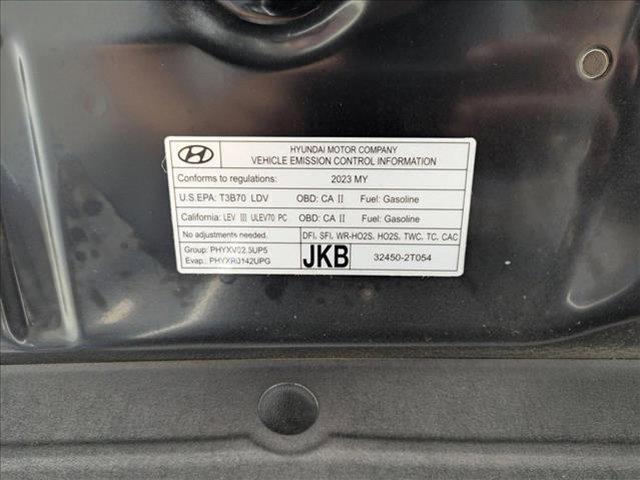 HYUNDAI MOTOR COMPANY
VEHICLE EMISSION CONTROL INFORMATION
Conforms to regulations: 2023 MY
U.S.EPA: T3B70 LDV OBD: CA II Fuel: Gasoline
California: LEV III ULEV70 PC OBD: CA II Fuel: Gasoline
No adjustments needed. DFI, SFI, WR-HO2S, HO2S, TWC, TC, CAC
Group: PHYXV02.5UP5
Evap.: PHYXR0142UPG
JKB
32450-2T054